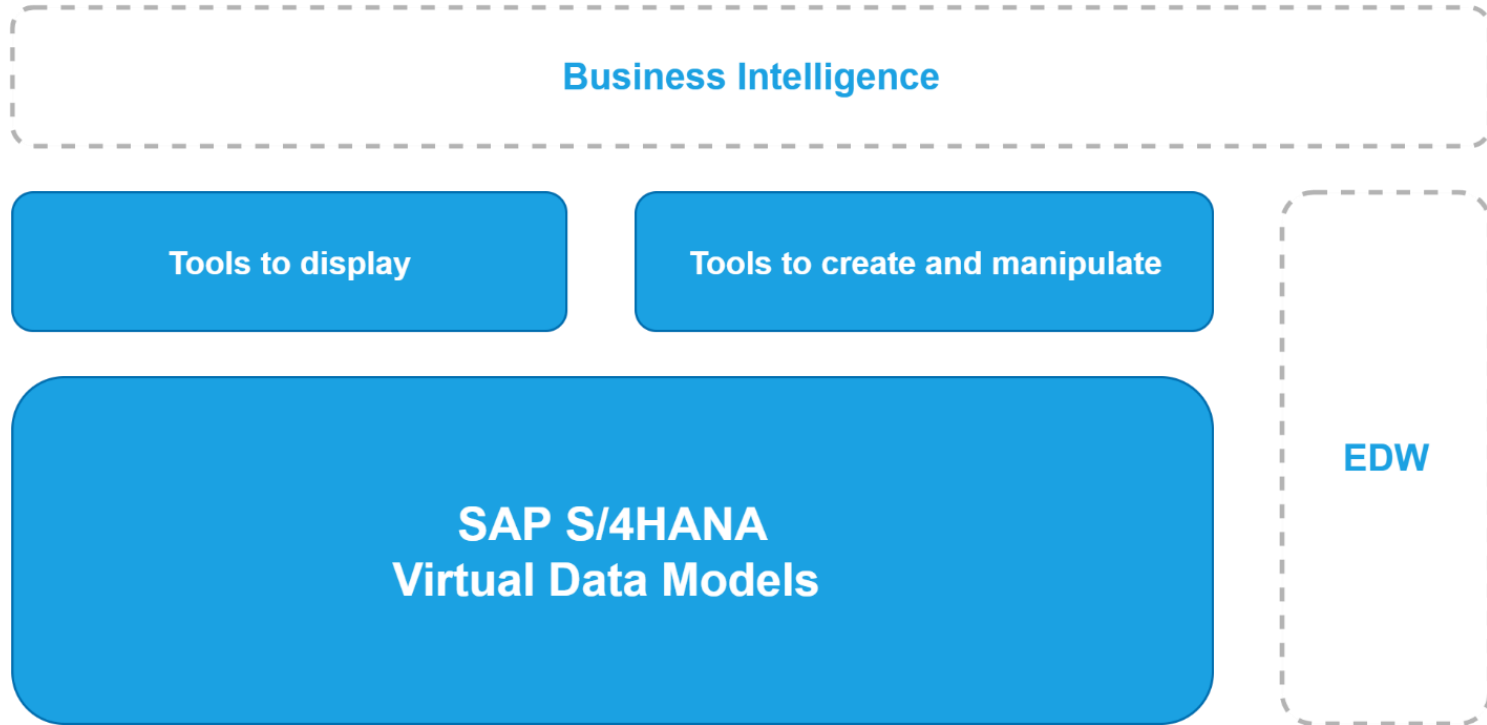 Business Intelligence
Tools to display
Tools to create and manipulate
EDW
SAP S/4HANA
Virtual Data Models